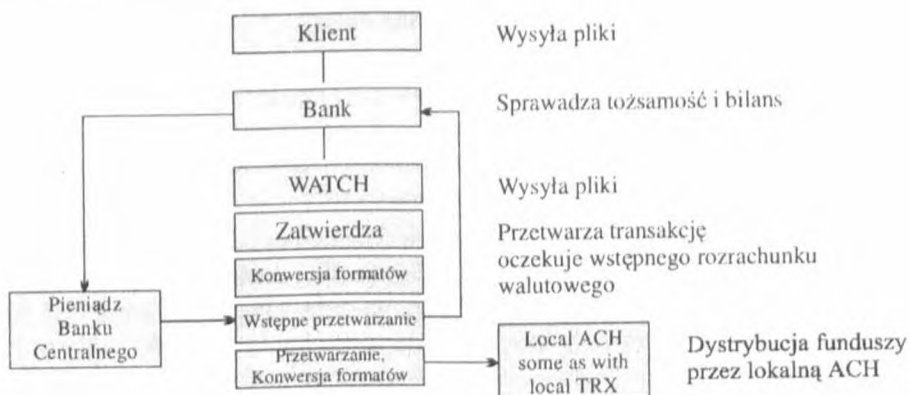 Klient
Wysyła pliki
Bank
Sprawadza tożsamość i bilans
WATCH
Wysyła pliki
Zatwierdza
Przetwarza transakcję
oczekuje wstępnego rozrachunku
walutowego
Konwersja formatów
Pieniądz
Banku
Centralnego
Wstępne przetwarzanie
Przetwarzanie,
Konwersja formatów
Local ACH
some as with
local TRX
Dystrybucja funduszy
przez lokalną ACH